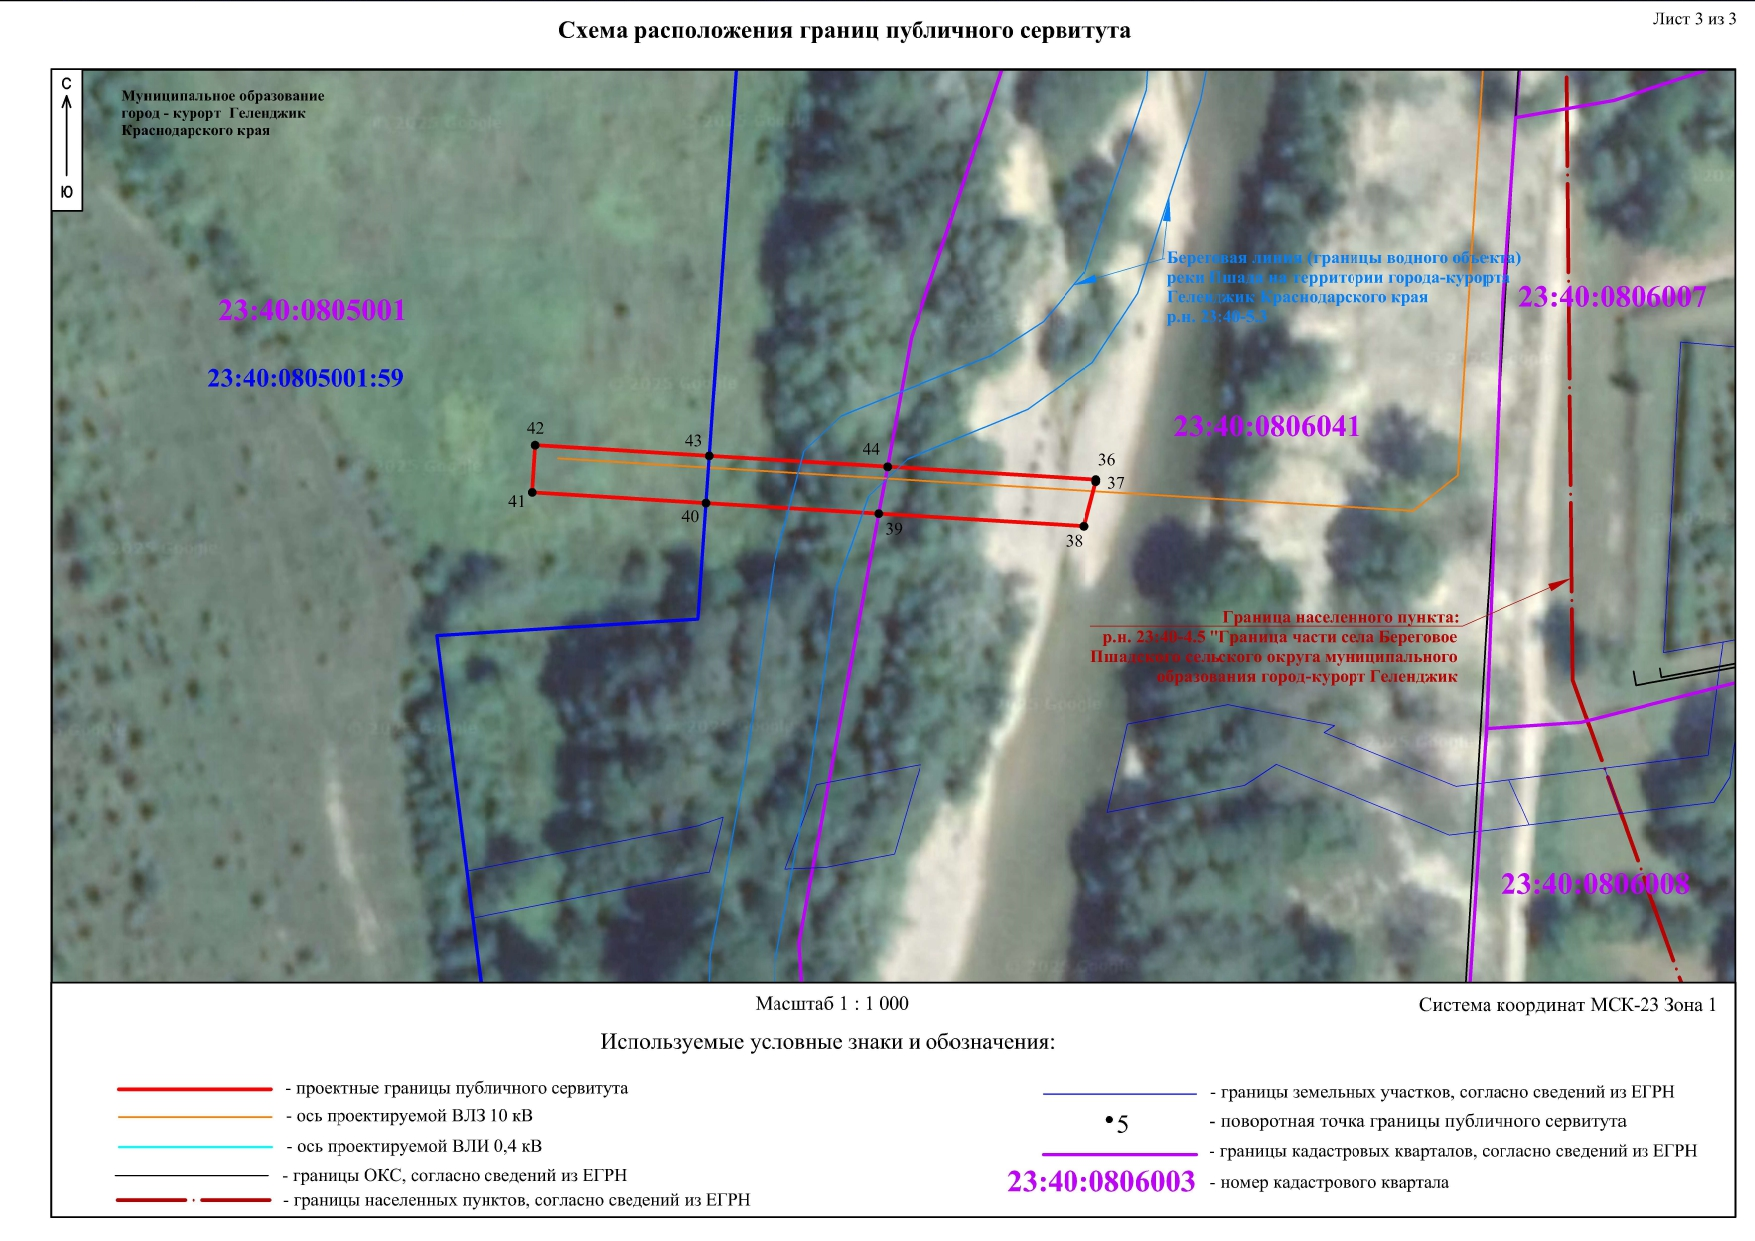 Лист 3 из 3
Схема расположения границ публичного сервитута
С
Ю
Муниципальное образование
город - курорт Геленджик
Краснодарского края
23:40:0805001
23:40:0805001:59
Береговая линия (границы водного объекта)
реки Пшада на территории города-курорта
Геленджик Краснодарского края
р.н. 23:40-5.3
23:40:0806007
23:40:0806041
42
43
44
36
37
41
40
39
38
Граница населенного пункта:
р.н. 23:40-4.5 "Граница части села Береговое
Пшадского сельского округа муниципального
образования город-курорт Геленджик
23:40:0806008
Масштаб 1 : 1 000
Система координат МСК-23 Зона 1
Используемые условные знаки и обозначения:
- проектные границы публичного сервитута
- ось проектируемой ВЛЗ 10 кВ
- ось проектируемой ВЛИ 0,4 кВ
- границы ОКС, согласно сведений из ЕГРН
- границы населенных пунктов, согласно сведений из ЕГРН
- границы земельных участков, согласно сведений из ЕГРН
5 - поворотная точка границы публичного сервитута
- границы кадастровых кварталов, согласно сведений из ЕГРН
23:40:0806003 - номер кадастрового квартала